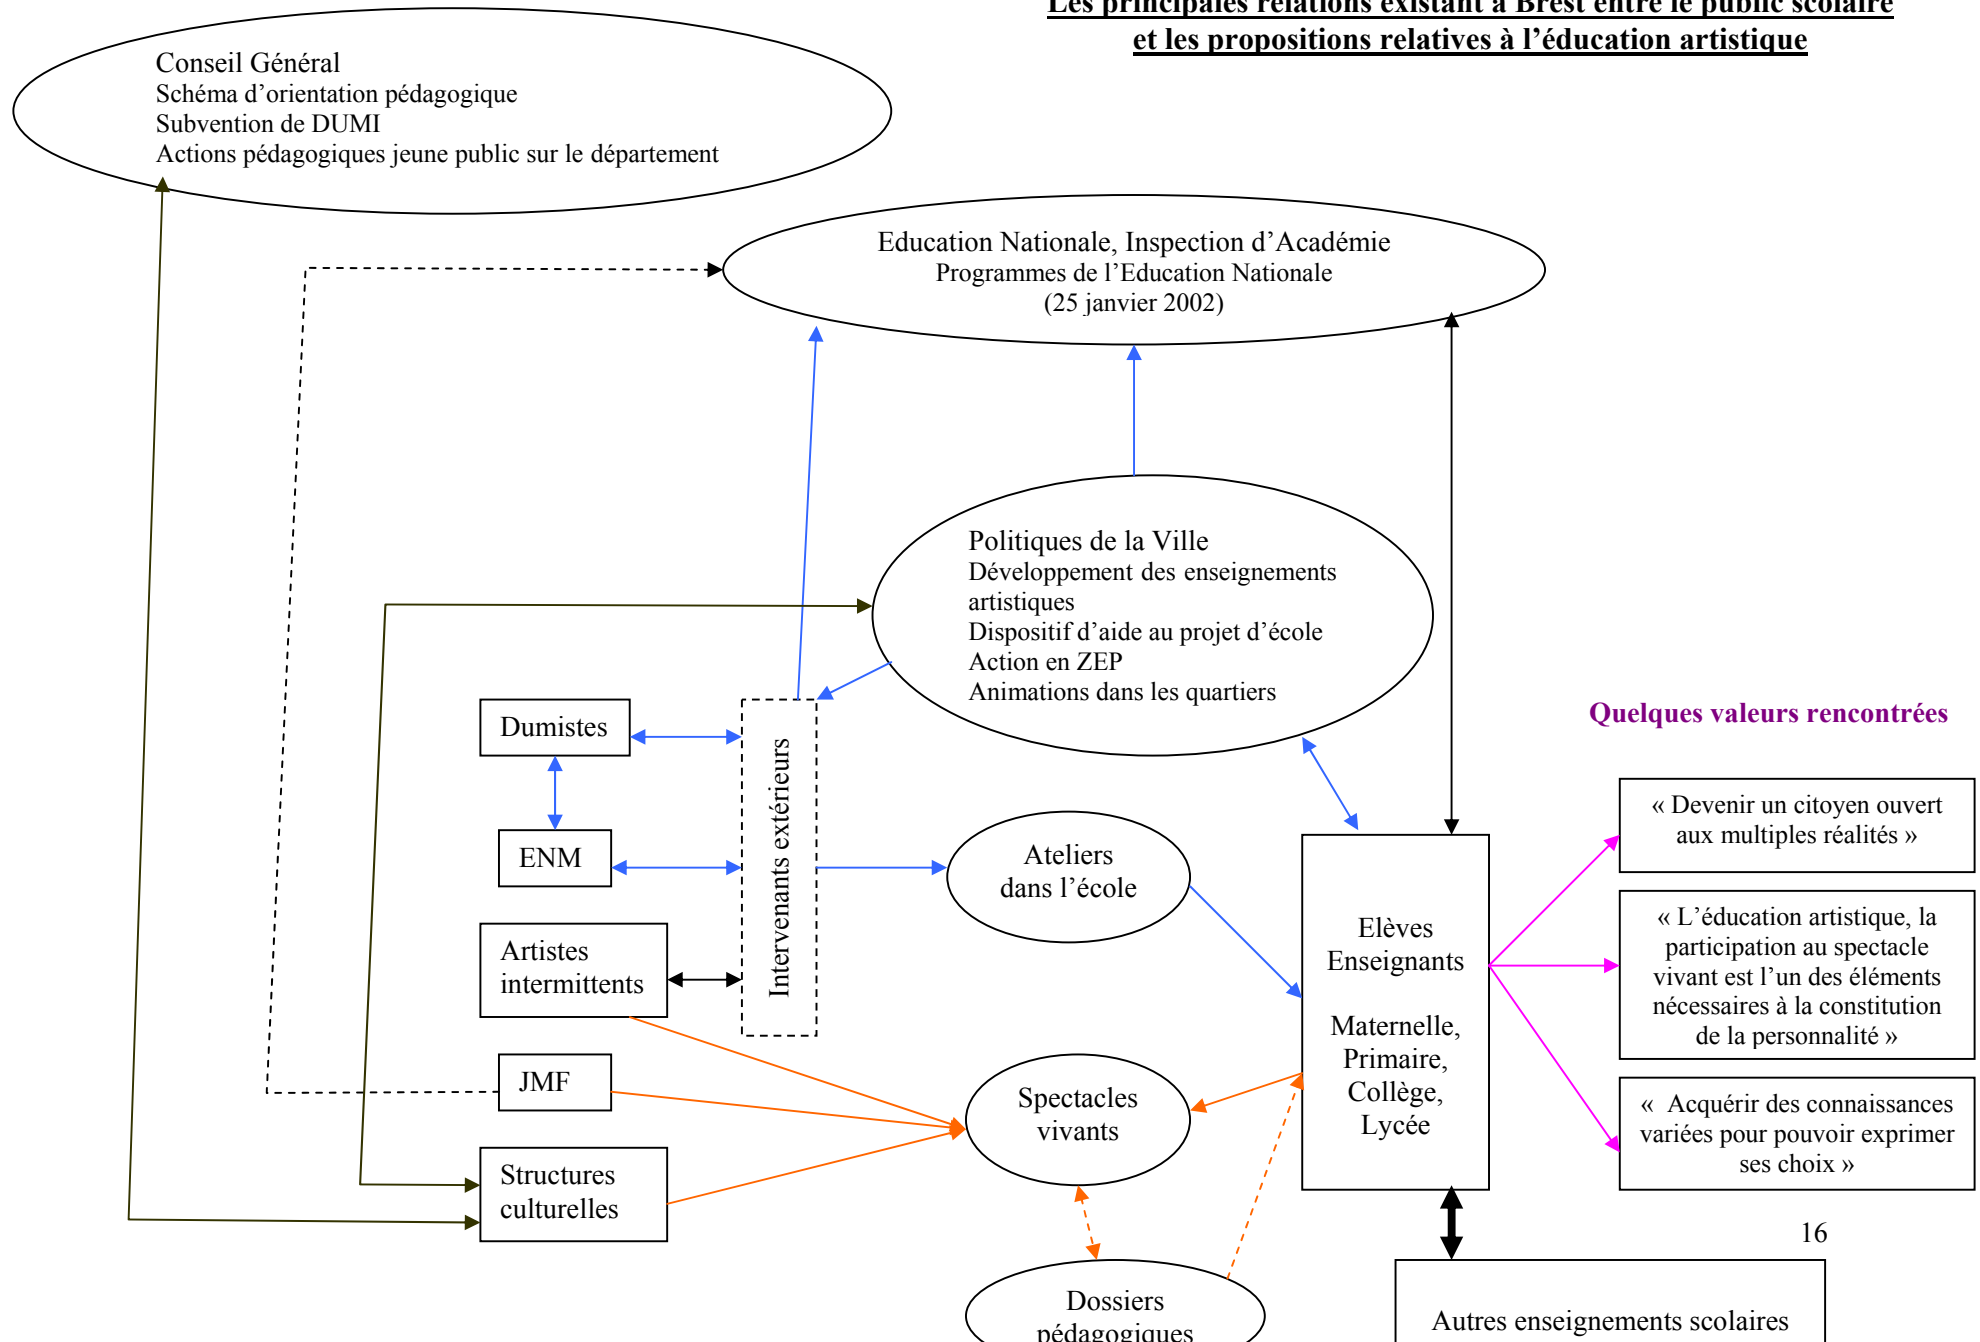 Les principales relations existant à Brest entre le public scolaire
et les propositions relatives à l’éducation artistique
Conseil Général
Schéma d’orientation pédagogique
Subvention de DUMI
Actions pédagogiques jeune public sur le département
Education Nationale, Inspection d’Académie
Programmes de l’Education Nationale
(25 janvier 2002)
Politiques de la Ville
Développement des enseignements
artistiques
Dispositif d’aide au projet d’école
Action en ZEP
Animations dans les quartiers
Dumistes
ENM
Artistes
intermittents
JMF
Structures
culturelles
Intervenants extérieurs
Ateliers
dans l’école
Spectacles
vivants
Dossiers
pédagogiques
Elèves
Enseignants
Maternelle,
Primaire,
Collège,
Lycée
Quelques valeurs rencontrées
« Devenir un citoyen ouvert
aux multiples réalités »
« L’éducation artistique, la
participation au spectacle
vivant est l’un des éléments
nécessaires à la constitution
de la personnalité »
« Acquérir des connaissances
variées pour pouvoir exprimer
ses choix »
16
Autres enseignements scolaires